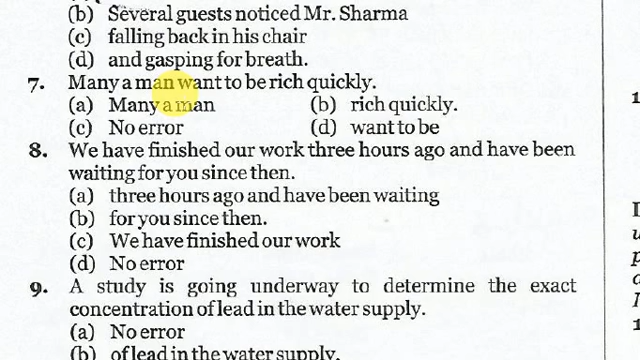 (b) Several guests noticed Mr. Sharma
(c) falling back in his chair
(d) and gasping for breath.
7. Many a man want to be rich quickly.
(a) Many a man (b) rich quickly.
(c) No error (d) want to be
8. We have finished our work three hours ago and have been
waiting for you since then.
(a) three hours ago and have been waiting
(b) for you since then.
(c) We have finished our work
(d) No error
9. A study is going underway to determine the exact
concentration of lead in the water supply.
(a) No error
(b) of lead in the water supply.